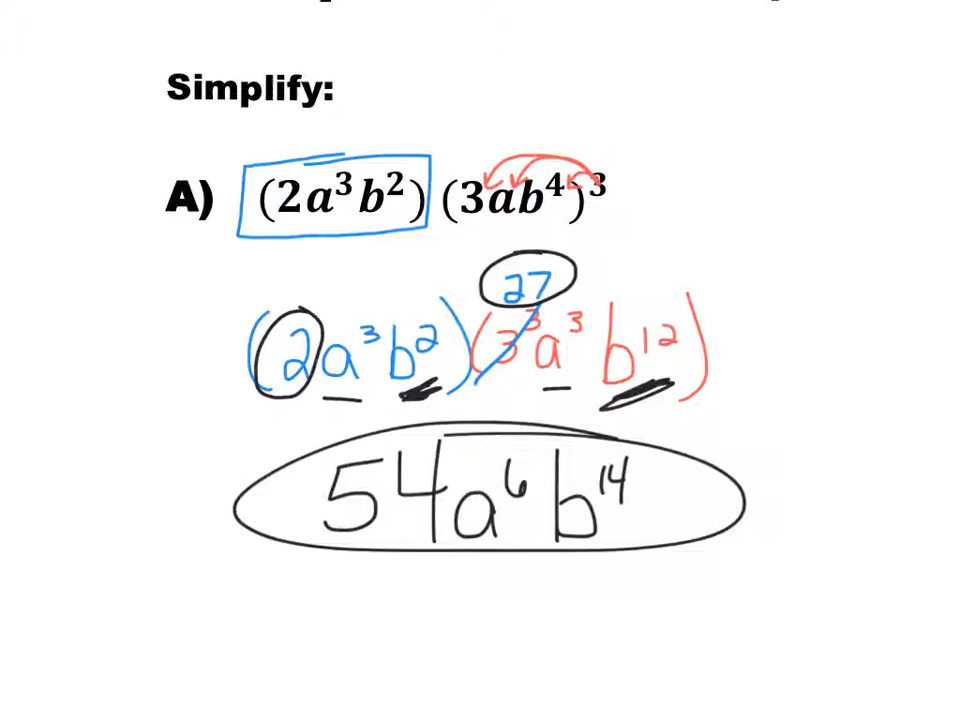 Simplify:
A) (2a³b²) (3ab⁴)³
27
(2a³b²)(3³a³b¹²)
54a⁶b¹⁴